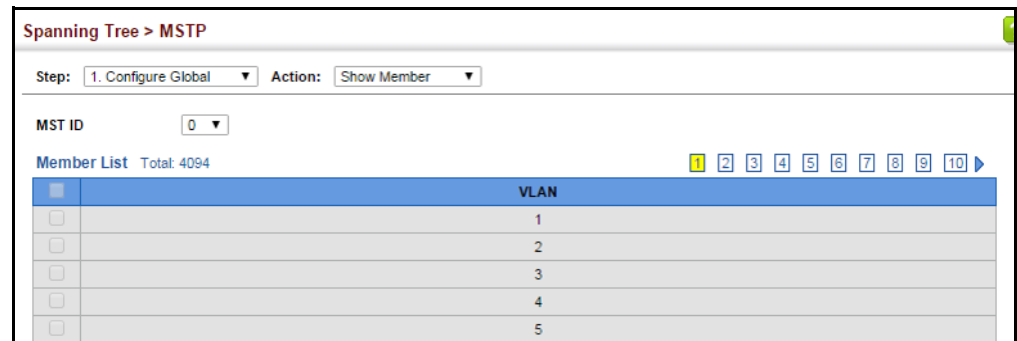 Spanning Tree > MSTP
Step: 1. Configure Global Action: Show Member
MST ID 0
Member List Total: 4094 1 2 3 4 5 6 7 8 9 10
VLAN
1
2
3
4
5